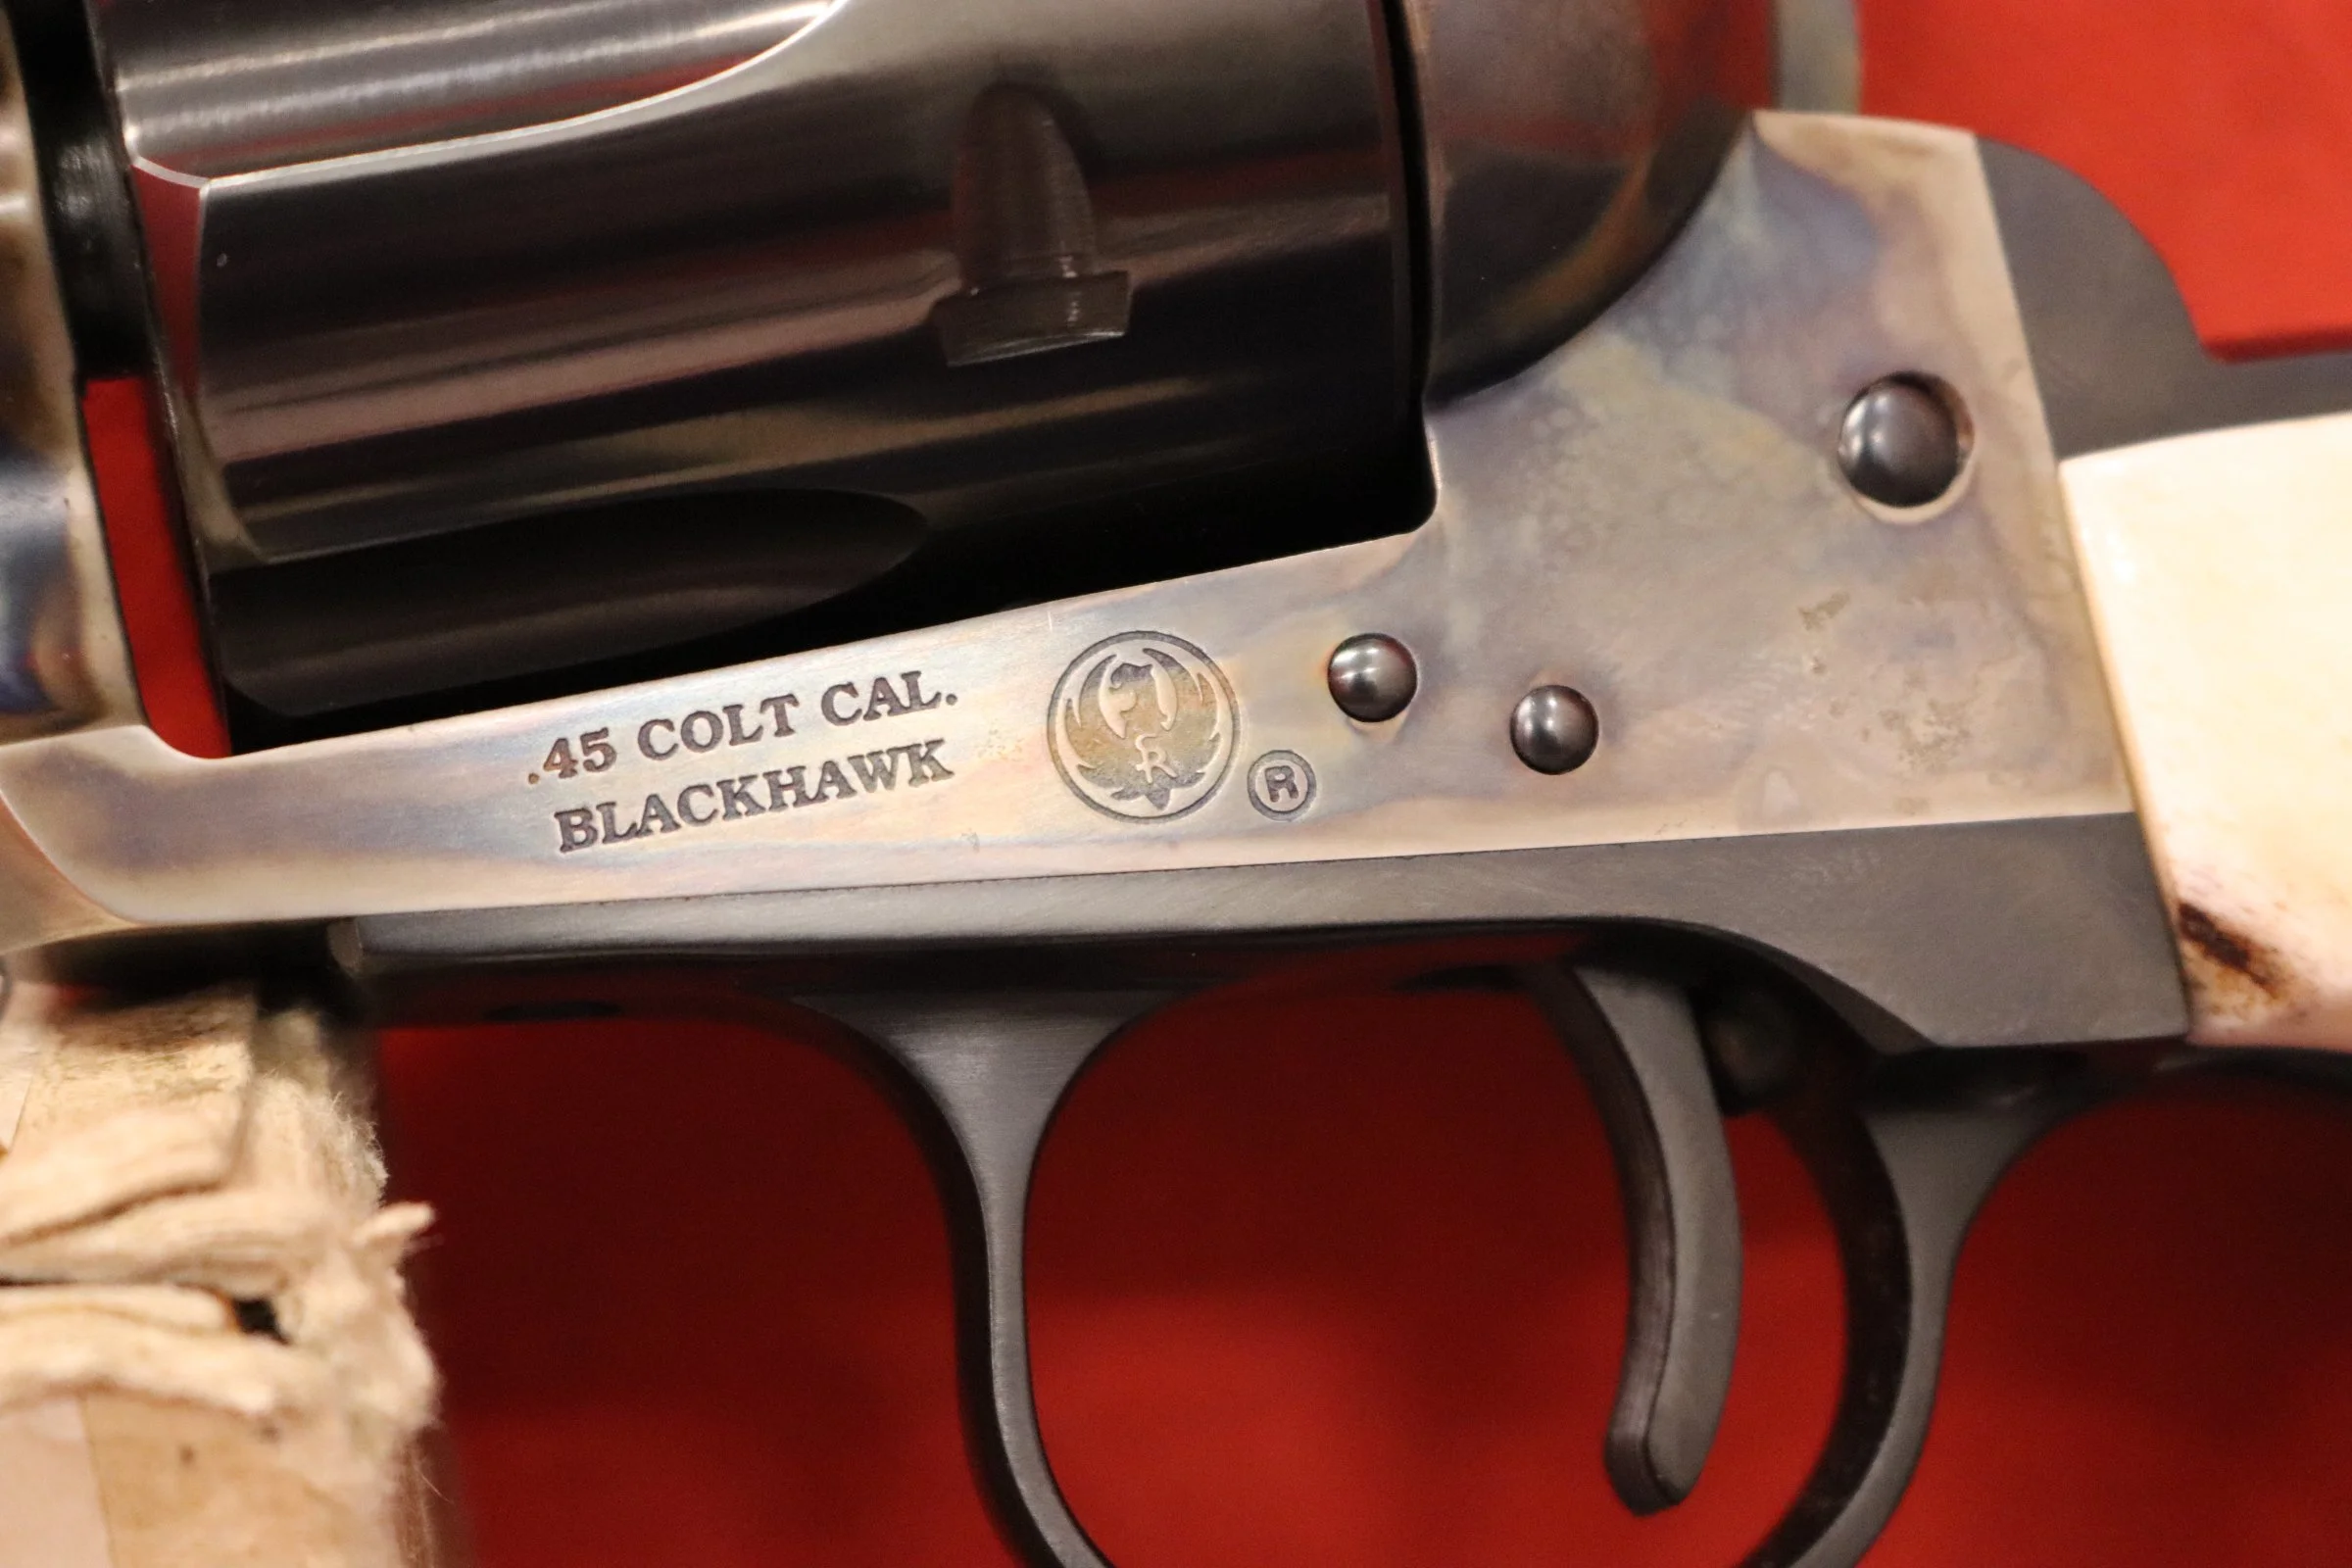 .45 COLT CAL.
BLACKHAWK
R
®